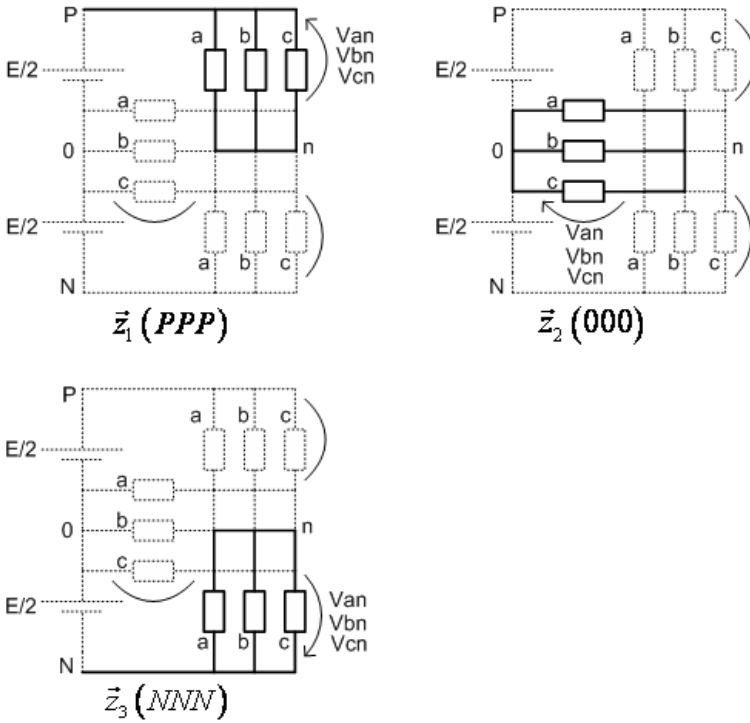 P
a b c
Van
Vbn
Vcn
E/2
a
0 b n
c
E/2
a b c
N
z⃗₁(PPP)
P
a b c
E/2
a
0 b n
c
E/2
Van
Vbn
Vcn
a b c
N
z⃗₂(000)
P
a b c
E/2
a
0 b n
c
E/2
Van
Vbn
Vcn
a b c
N
z⃗₃(NNN)